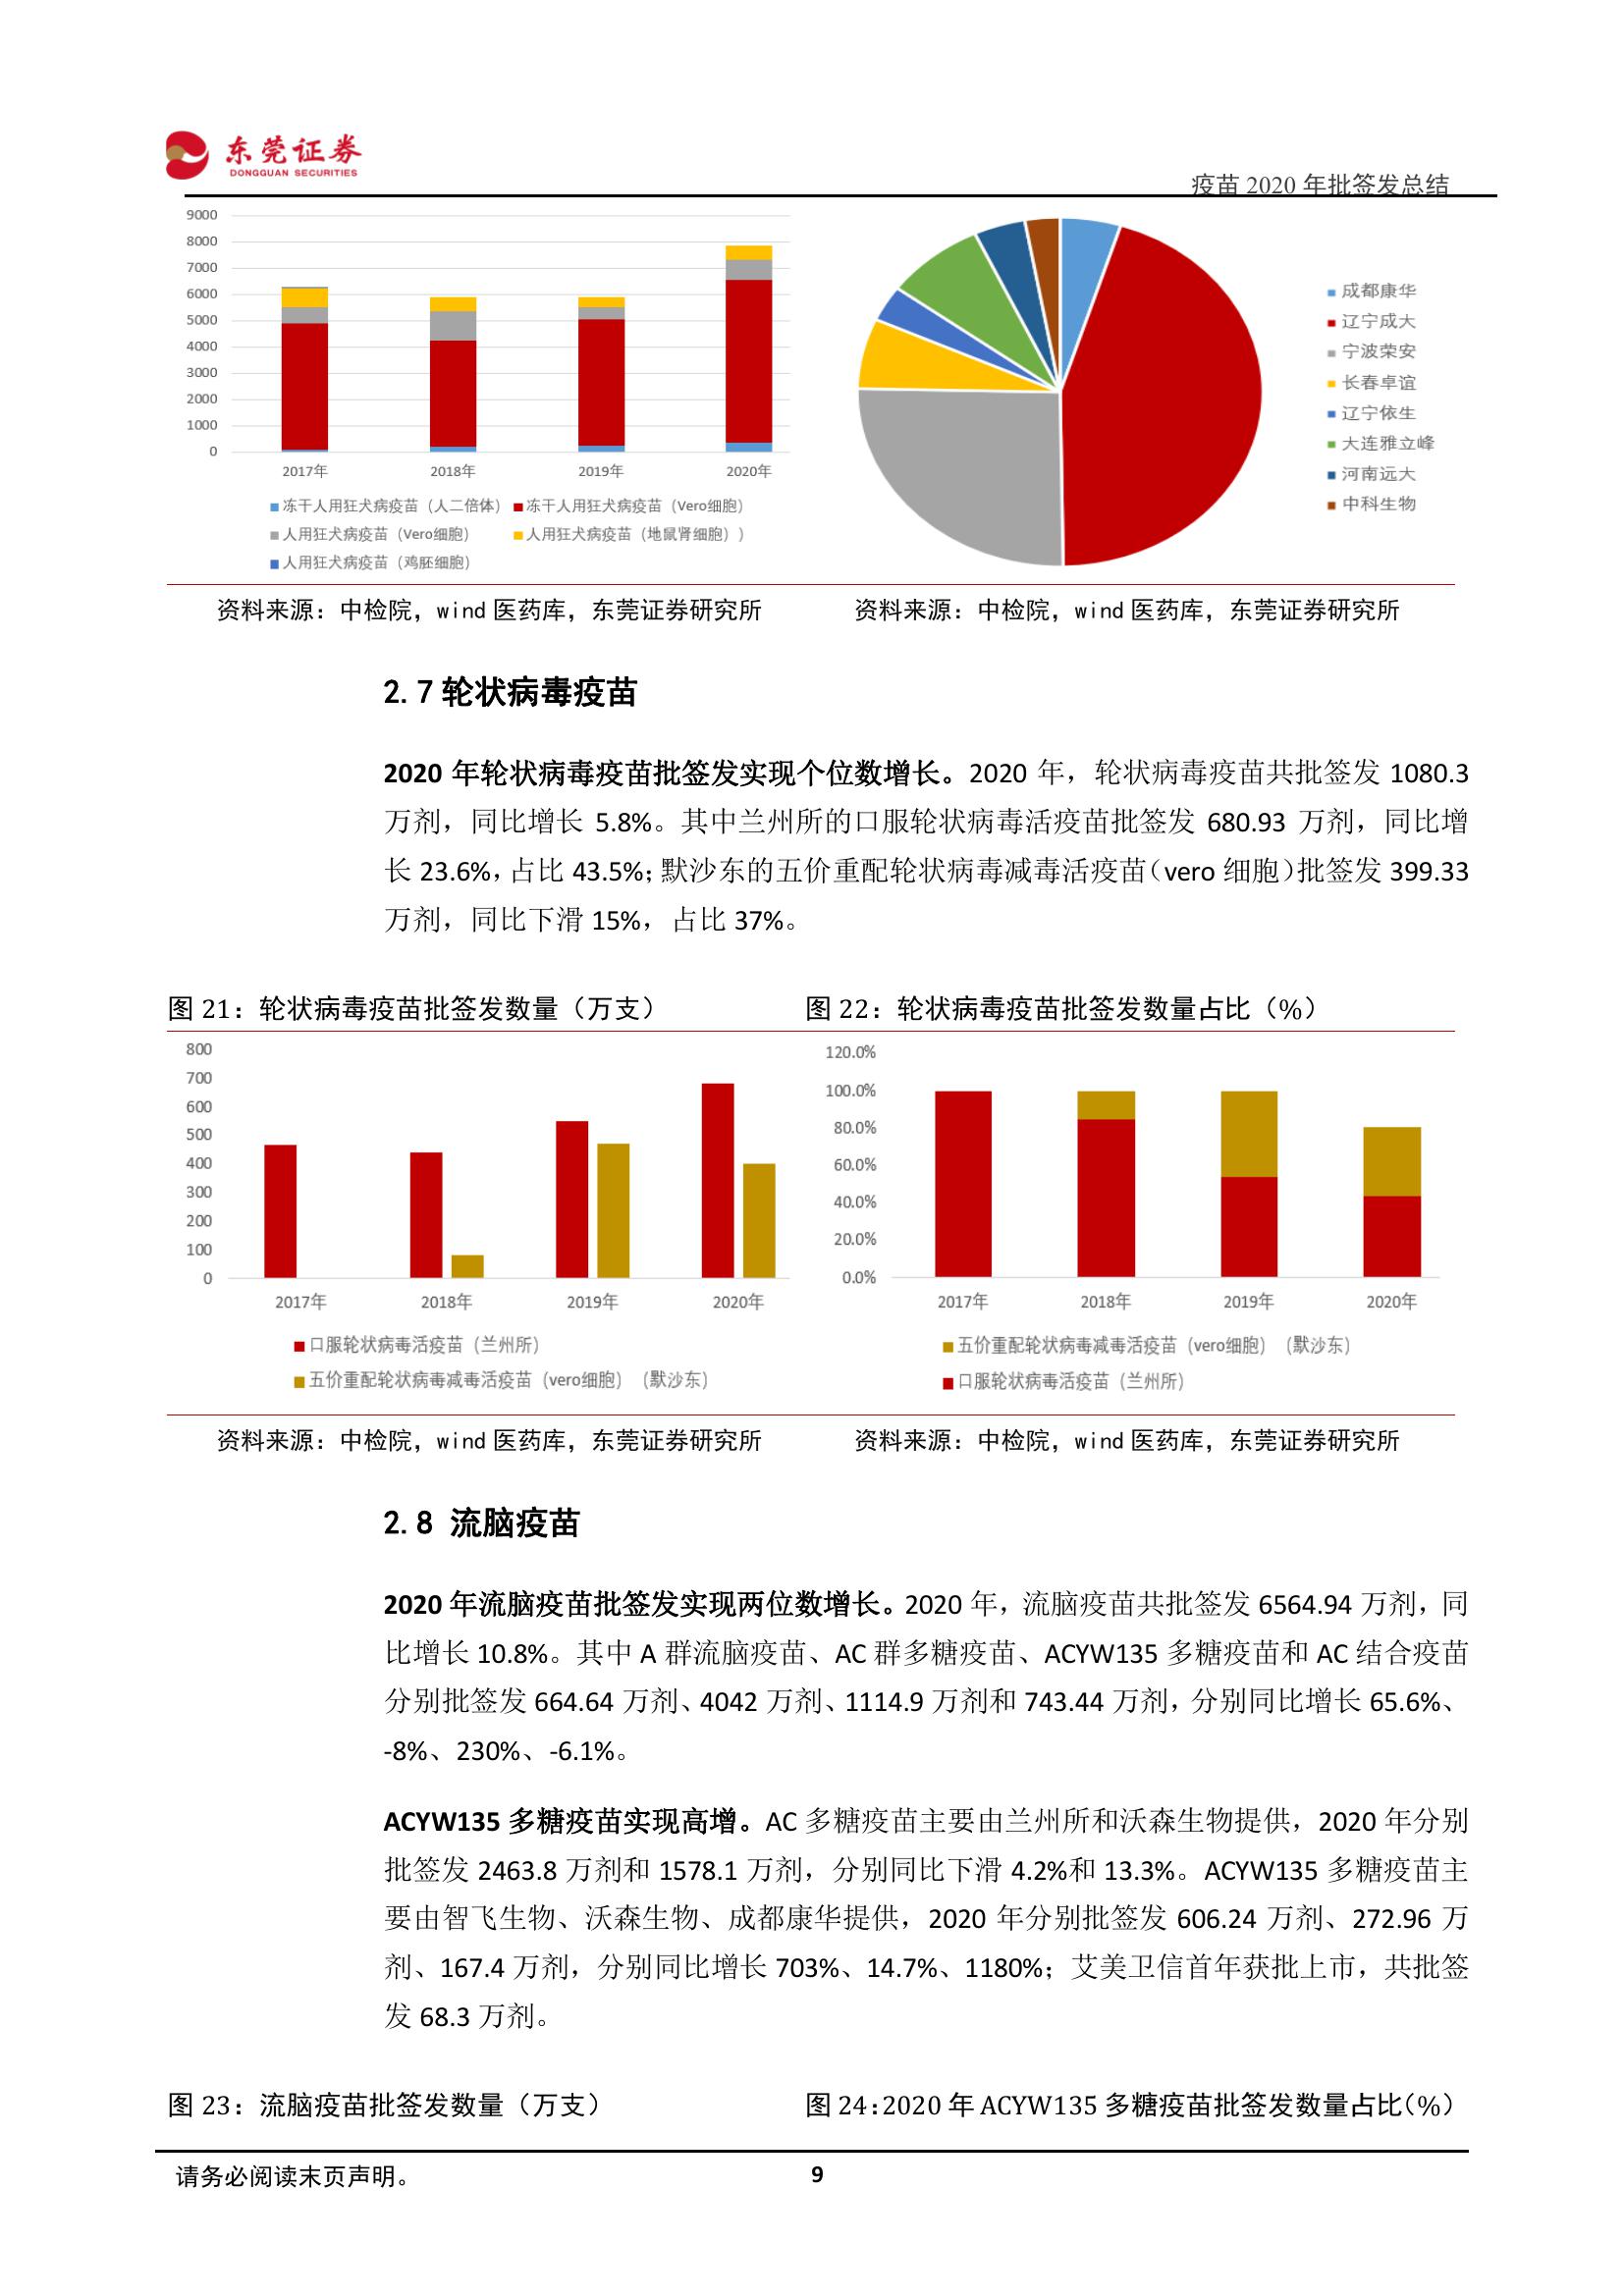 东莞证券
DONGGUAN SECURITIES
疫苗 2020 年批签发总结
9000
8000
7000
6000
5000
4000
3000
2000
1000
0
2017年 2018年 2019年 2020年
冻干人用狂犬病疫苗（人二倍体） 冻干人用狂犬病疫苗（Vero细胞）
人用狂犬病疫苗（Vero细胞） 人用狂犬病疫苗（地鼠肾细胞））
人用狂犬病疫苗（鸡胚细胞）
成都康华
辽宁成大
宁波荣安
长春卓谊
辽宁依生
大连雅立峰
河南远大
中科生物
资料来源：中检院，wind 医药库，东莞证券研究所
资料来源：中检院，wind 医药库，东莞证券研究所
2.7 轮状病毒疫苗
2020 年轮状病毒疫苗批签发实现个位数增长。2020 年，轮状病毒疫苗共批签发 1080.3
万剂，同比增长 5.8%。其中兰州所的口服轮状病毒活疫苗批签发 680.93 万剂，同比增
长 23.6%，占比 43.5%；默沙东的五价重配轮状病毒减毒活疫苗（vero 细胞）批签发 399.33
万剂，同比下滑 15%，占比 37%。
图 21：轮状病毒疫苗批签发数量（万支）
图 22：轮状病毒疫苗批签发数量占比（%）
800
700
600
500
400
300
200
100
0
2017年 2018年 2019年 2020年
口服轮状病毒活疫苗（兰州所）
五价重配轮状病毒减毒活疫苗（vero细胞）（默沙东）
120.0%
100.0%
80.0%
60.0%
40.0%
20.0%
0.0%
2017年 2018年 2019年 2020年
五价重配轮状病毒减毒活疫苗（vero细胞）（默沙东）
口服轮状病毒活疫苗（兰州所）
资料来源：中检院，wind 医药库，东莞证券研究所
资料来源：中检院，wind 医药库，东莞证券研究所
2.8 流脑疫苗
2020 年流脑疫苗批签发实现两位数增长。2020 年，流脑疫苗共批签发 6564.94 万剂，同
比增长 10.8%。其中 A 群流脑疫苗、AC 群多糖疫苗、ACYW135 多糖疫苗和 AC 结合疫苗
分别批签发 664.64 万剂、4042 万剂、1114.9 万剂和 743.44 万剂，分别同比增长 65.6%、
-8%、230%、-6.1%。
ACYW135 多糖疫苗实现高增。AC 多糖疫苗主要由兰州所和沃森生物提供，2020 年分别
批签发 2463.8 万剂和 1578.1 万剂，分别同比下滑 4.2%和 13.3%。ACYW135 多糖疫苗主
要由智飞生物、沃森生物、成都康华提供，2020 年分别批签发 606.24 万剂、272.96 万
剂、167.4 万剂，分别同比增长 703%、14.7%、1180%；艾美卫信首年获批上市，共批签
发 68.3 万剂。
图 23：流脑疫苗批签发数量（万支）
图 24：2020 年 ACYW135 多糖疫苗批签发数量占比（%）
请务必阅读末页声明。
9